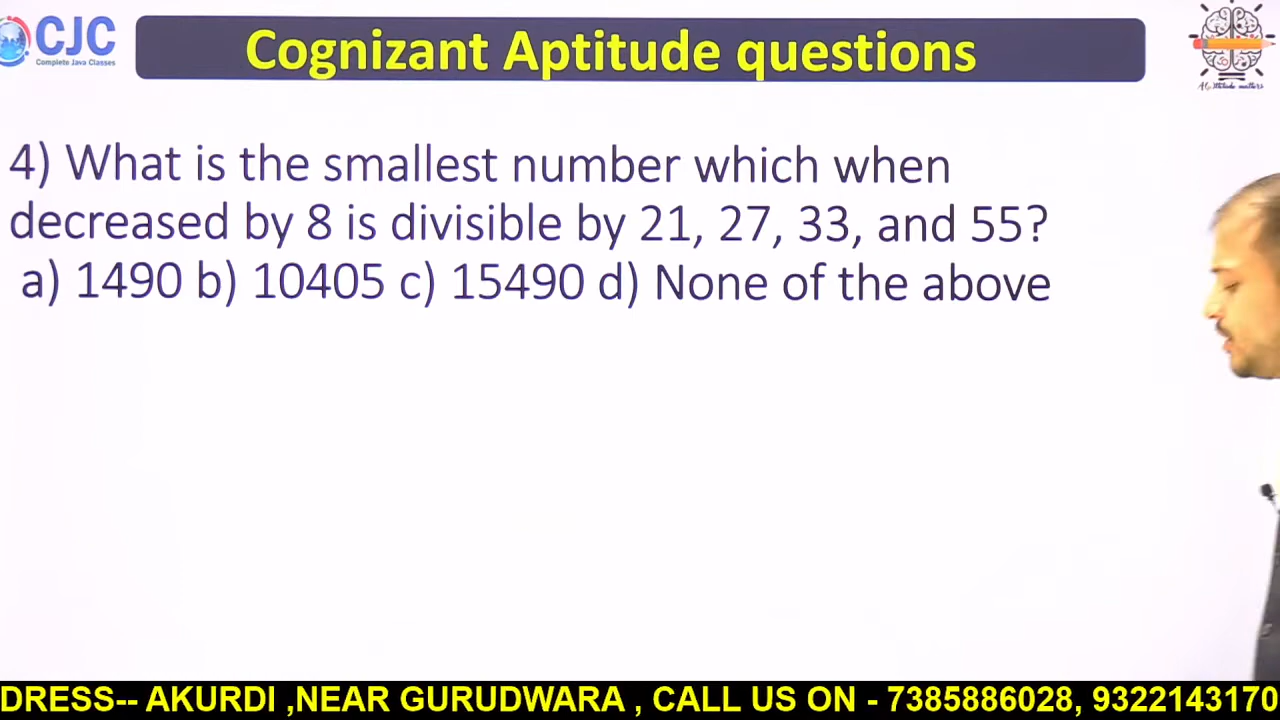 CJC
Complete Java Classes
Cognizant Aptitude questions
4) What is the smallest number which when
decreased by 8 is divisible by 21, 27, 33, and 55?
a) 1490 b) 10405 c) 15490 d) None of the above
DRESS-- AKURDI ,NEAR GURUDWARA , CALL US ON - 7385886028, 9322143170